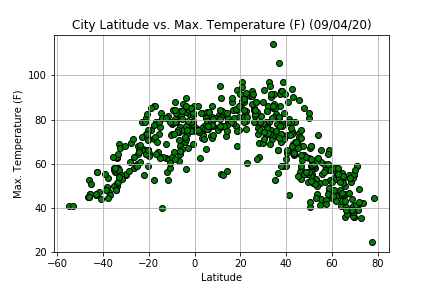 City Latitude vs. Max. Temperature (F) (09/04/20)
Max. Temperature (F)
100
80
60
40
20
−60 −40 −20 0 20 40 60 80
Latitude